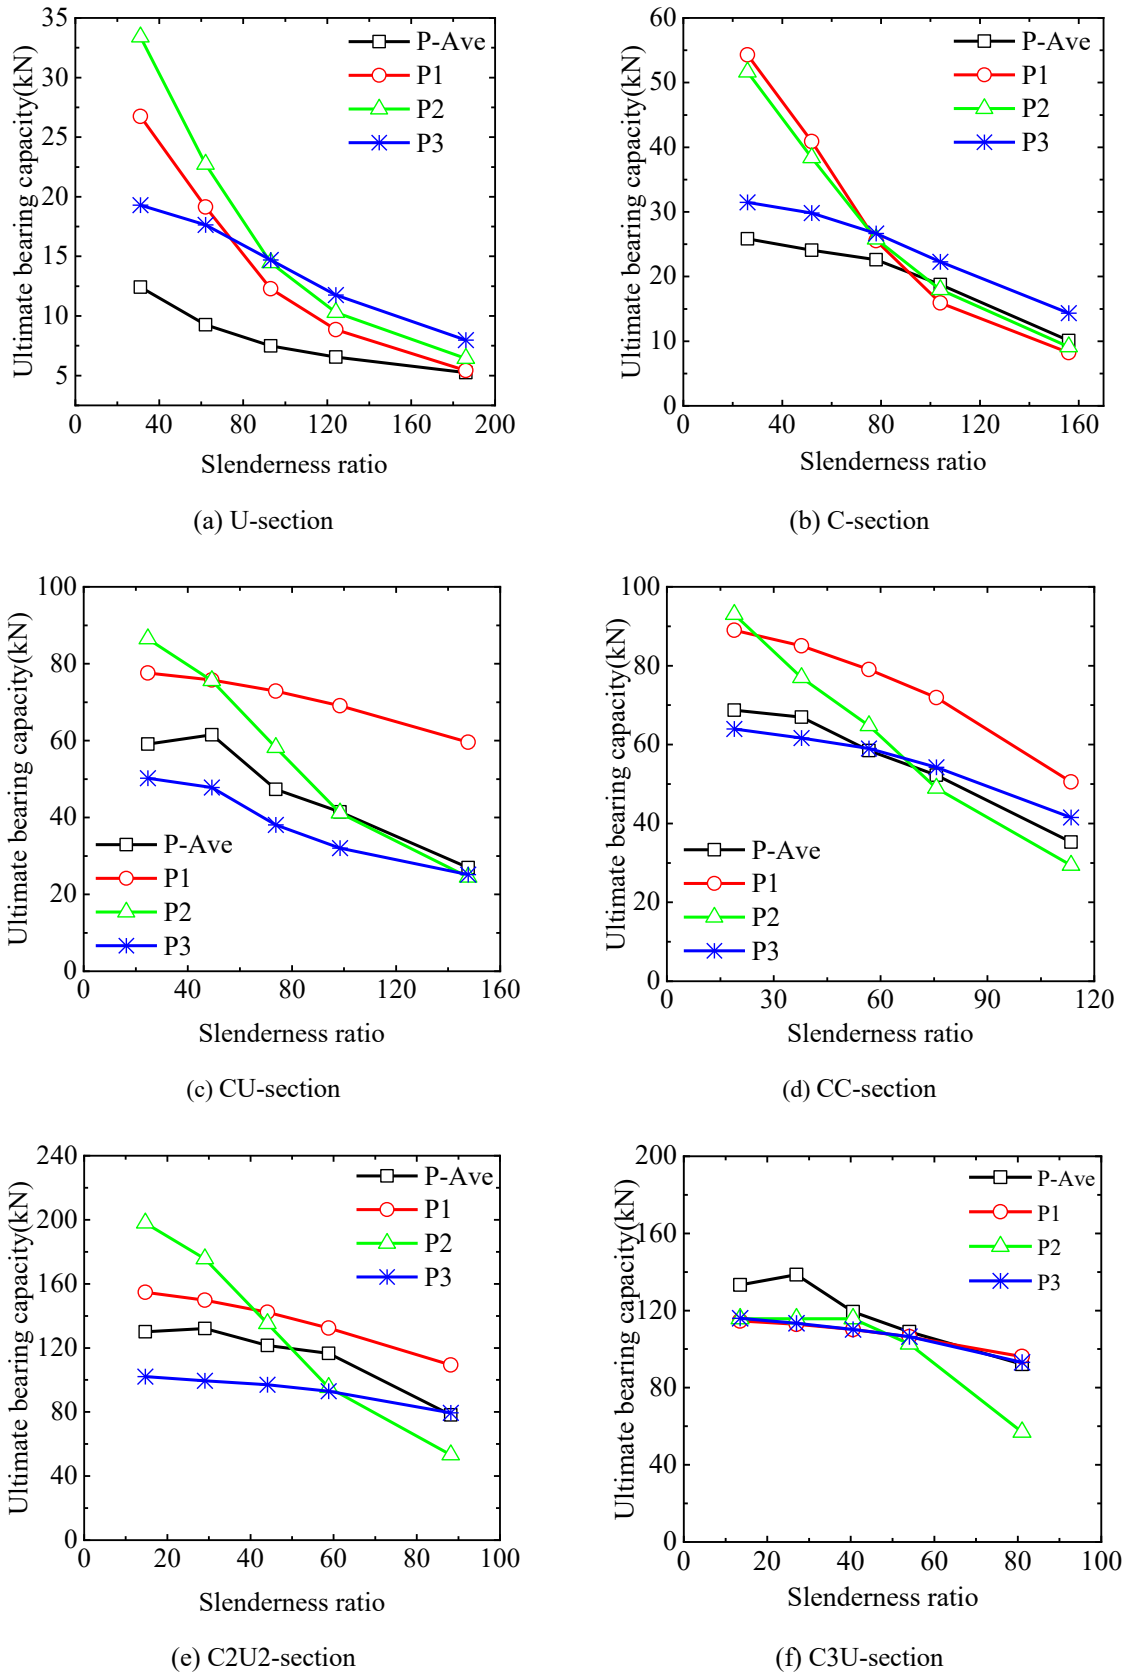 Ultimate bearing capacity(kN)
35
30
25
20
15
10
5
0 40 80 120 160 200
Slenderness ratio
P-Ave
P1
P2
P3
(a) U-section
Ultimate bearing capacity(kN)
60
50
40
30
20
10
0
0 40 80 120 160
Slenderness ratio
P-Ave
P1
P2
P3
(b) C-section
Ultimate bearing capacity(kN)
100
80
60
40
20
0
0 40 80 120 160
Slenderness ratio
P-Ave
P1
P2
P3
(c) CU-section
Ultimate bearing capacity(kN)
100
80
60
40
20
0
0 30 60 90 120
Slenderness ratio
P-Ave
P1
P2
P3
(d) CC-section
Ultimate bearing capacity(kN)
240
200
160
120
80
40
0
0 20 40 60 80 100
Slenderness ratio
P-Ave
P1
P2
P3
(e) C2U2-section
Ultimate bearing capacity(kN)
200
160
120
80
40
0
0 20 40 60 80 100
Slenderness ratio
P-Ave
P1
P2
P3
(f) C3U-section